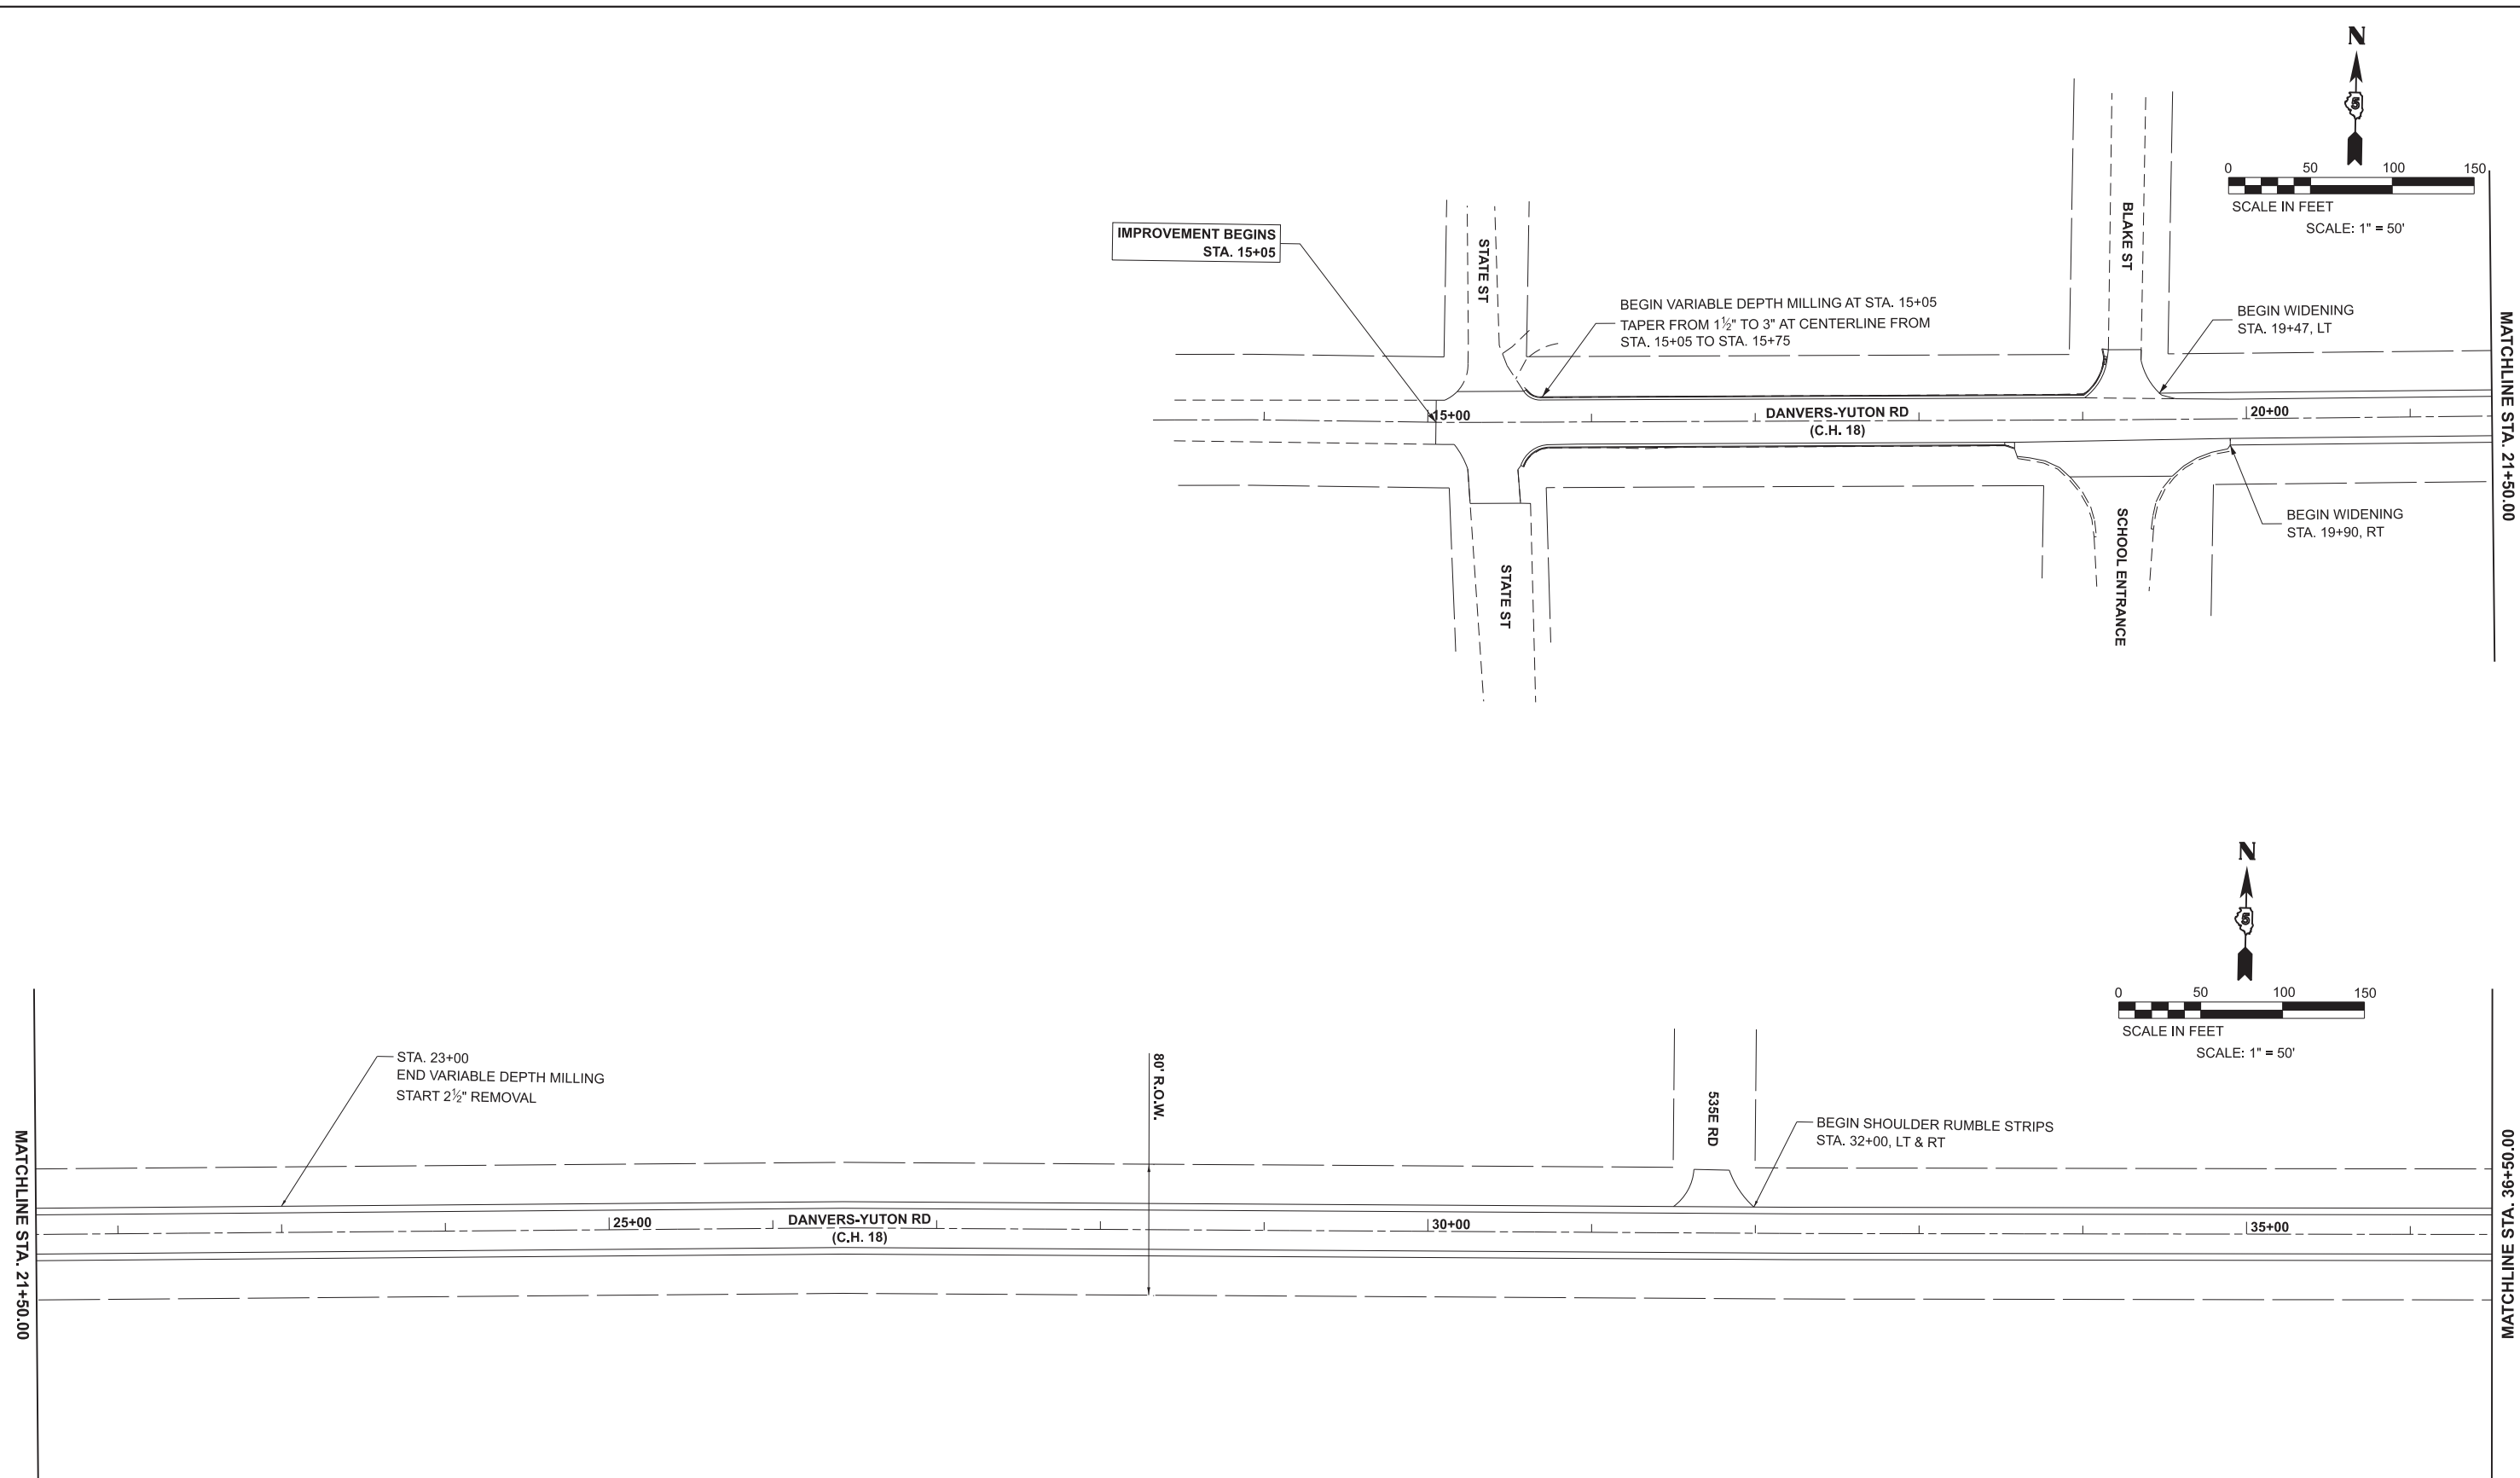 N
5
0 50 100 150
SCALE IN FEET
SCALE: 1" = 50'
IMPROVEMENT BEGINS
STA. 15+05
STATE ST
BLAKE ST
BEGIN VARIABLE DEPTH MILLING AT STA. 15+05
TAPER FROM 1½" TO 3" AT CENTERLINE FROM
STA. 15+05 TO STA. 15+75
BEGIN WIDENING
STA. 19+47, LT
MATCHLINE STA. 21+50.00
15+00
DANVERS-YUTON RD
(C.H. 18)
20+00
BEGIN WIDENING
STA. 19+90, RT
STATE ST
SCHOOL ENTRANCE
N
5
0 50 100 150
SCALE IN FEET
SCALE: 1" = 50'
STA. 23+00
END VARIABLE DEPTH MILLING
START 2½" REMOVAL
80' R.O.W.
535E RD
BEGIN SHOULDER RUMBLE STRIPS
STA. 32+00, LT & RT
MATCHLINE STA. 21+50.00
25+00
DANVERS-YUTON RD
(C.H. 18)
30+00
35+00
MATCHLINE STA. 36+50.00